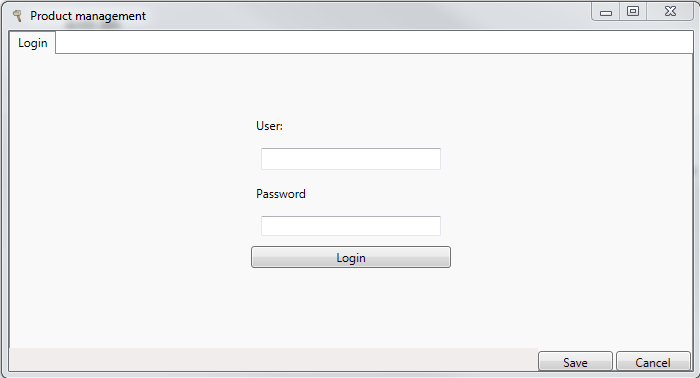 Product management
Login
User:
Password
Login
Save Cancel